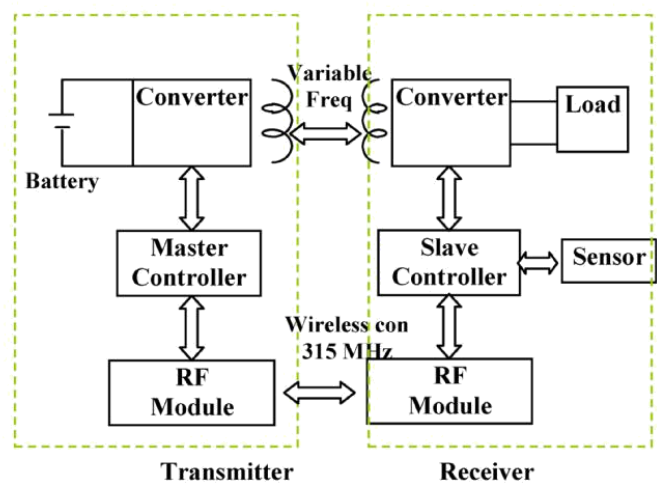 Variable
Freq
Converter
Converter
Load
Battery
Master
Controller
Slave
Controller
Sensor
Wireless con
315 MHz
RF
Module
RF
Module
Transmitter
Receiver